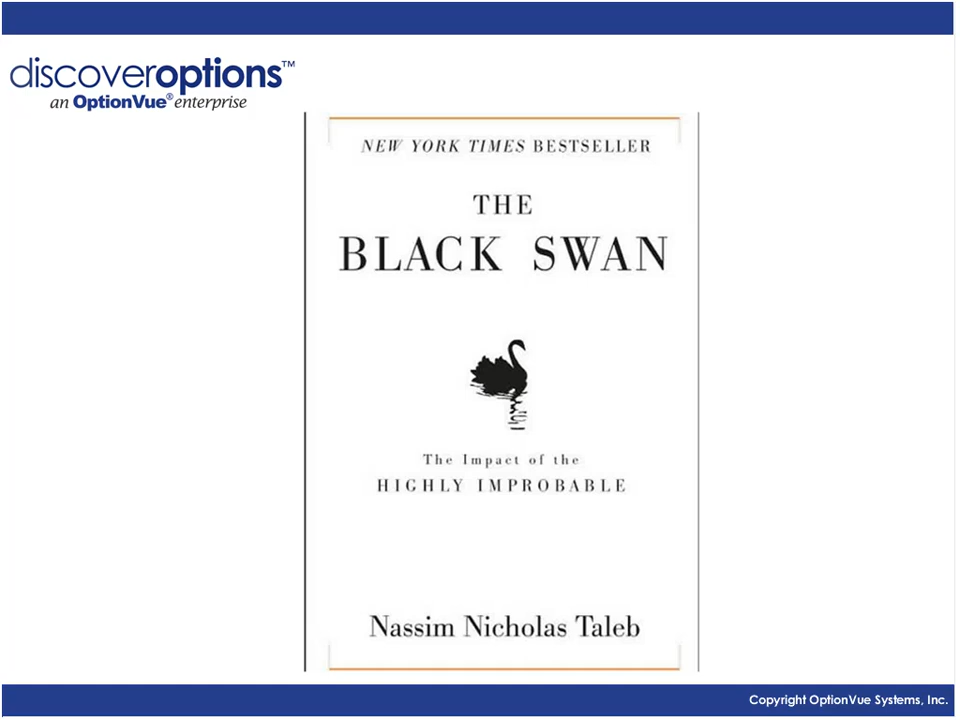 discoveroptions™
an OptionVue® enterprise
NEW YORK TIMES BESTSELLER
THE
BLACK SWAN
The Impact of the
HIGHLY IMPROBABLE
Nassim Nicholas Taleb
Copyright OptionVue Systems, Inc.